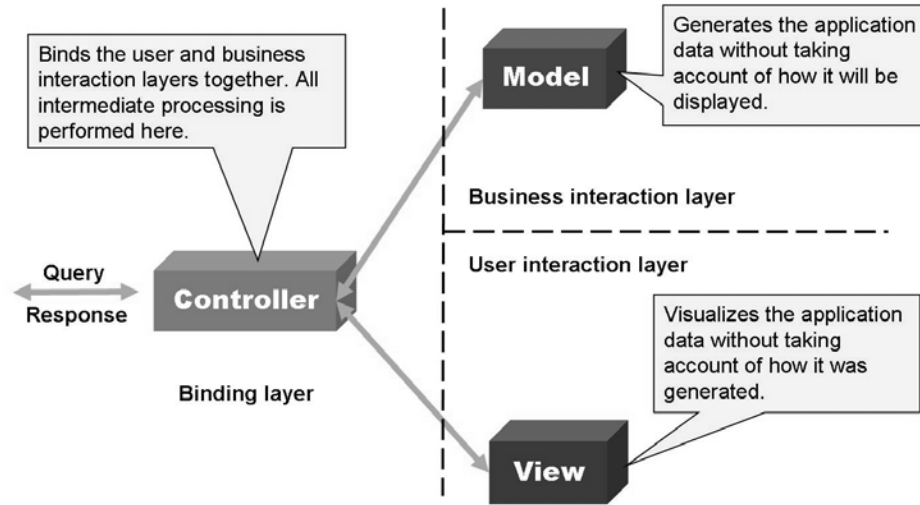 Binds the user and business
interaction layers together. All
intermediate processing is
performed here.
Model
Generates the application
data without taking
account of how it will be
displayed.
Business interaction layer
User interaction layer
Query
Response
Controller
Binding layer
Visualizes the application
data without taking
account of how it was
generated.
View